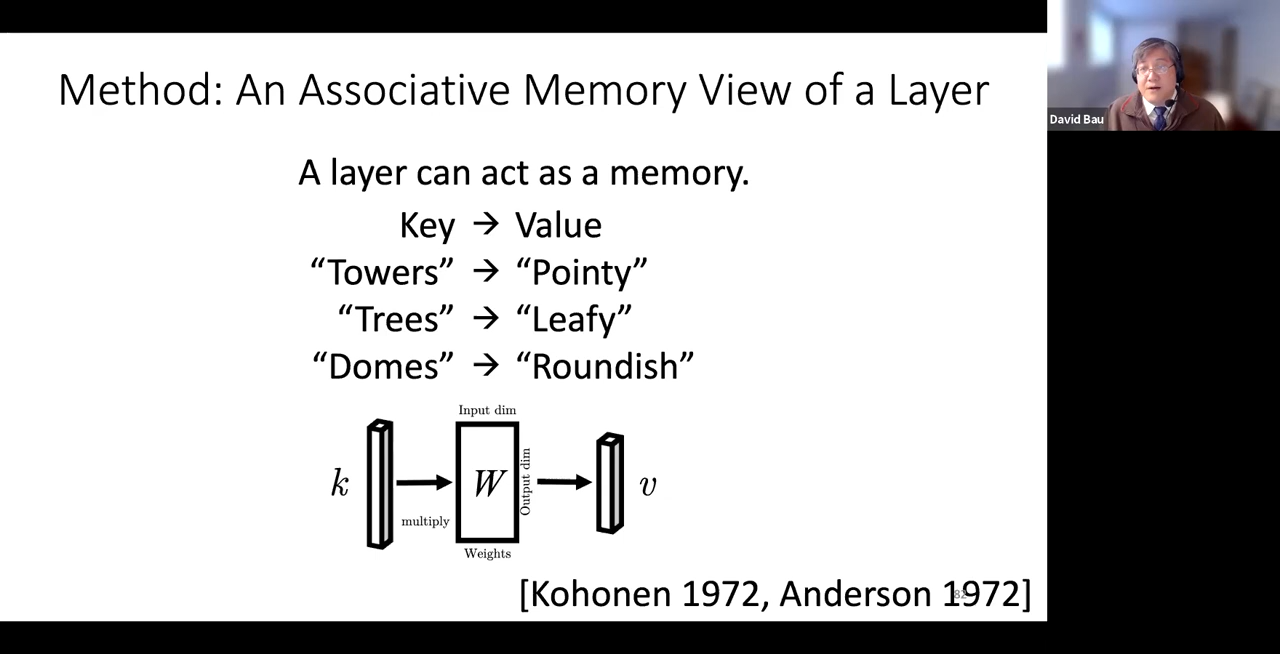 Method: An Associative Memory View of a Layer
David Bau
A layer can act as a memory.
Key → Value
“Towers” → “Pointy”
“Trees” → “Leafy”
“Domes” → “Roundish”
Input dim
k
W
Output dim
v
multiply
Weights
[Kohonen 1972, Anderson 1972]